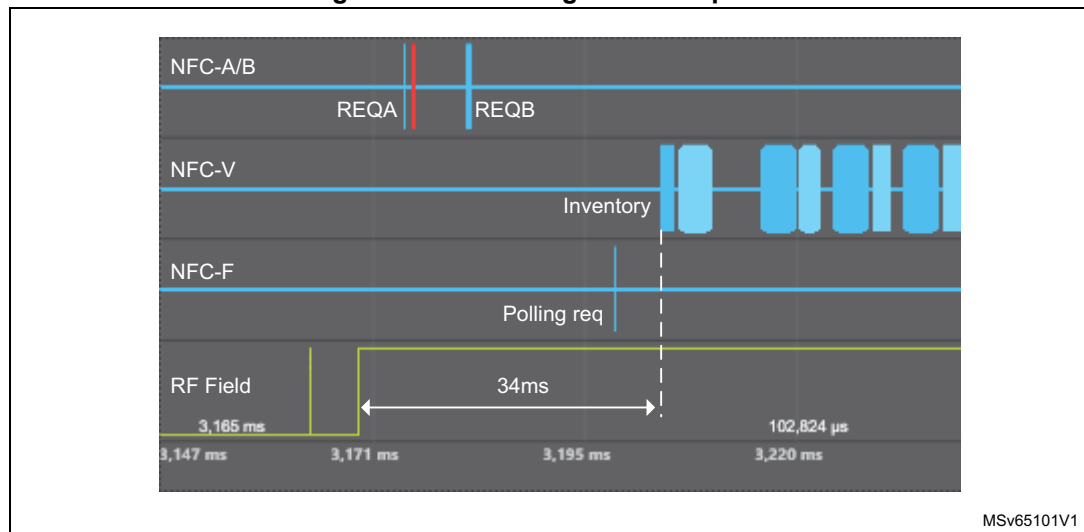 NFC-A/B
REQA
REQB
NFC-V
Inventory
NFC-F
Polling req
RF Field
34ms
3,165 ms
102,824 µs
3,147 ms
3,171 ms
3,195 ms
3,220 ms
MSv65101V1